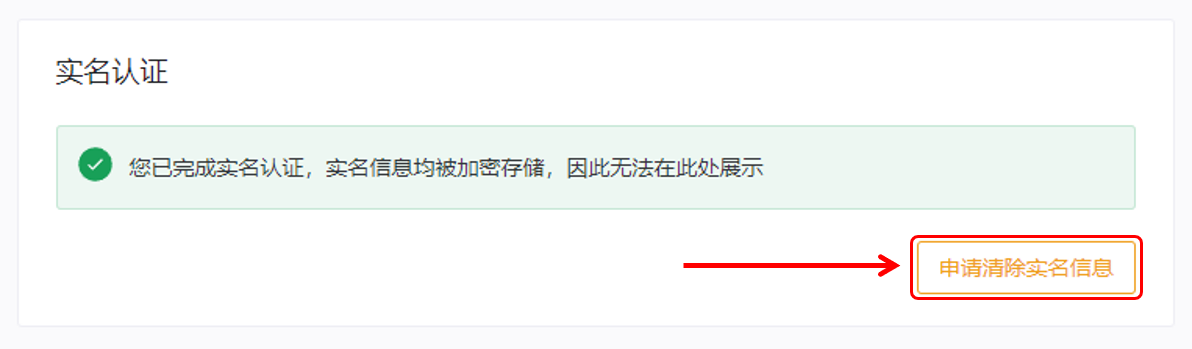 实名认证
您已完成实名认证，实名信息均被加密存储，因此无法在此处展示
申请清除实名信息